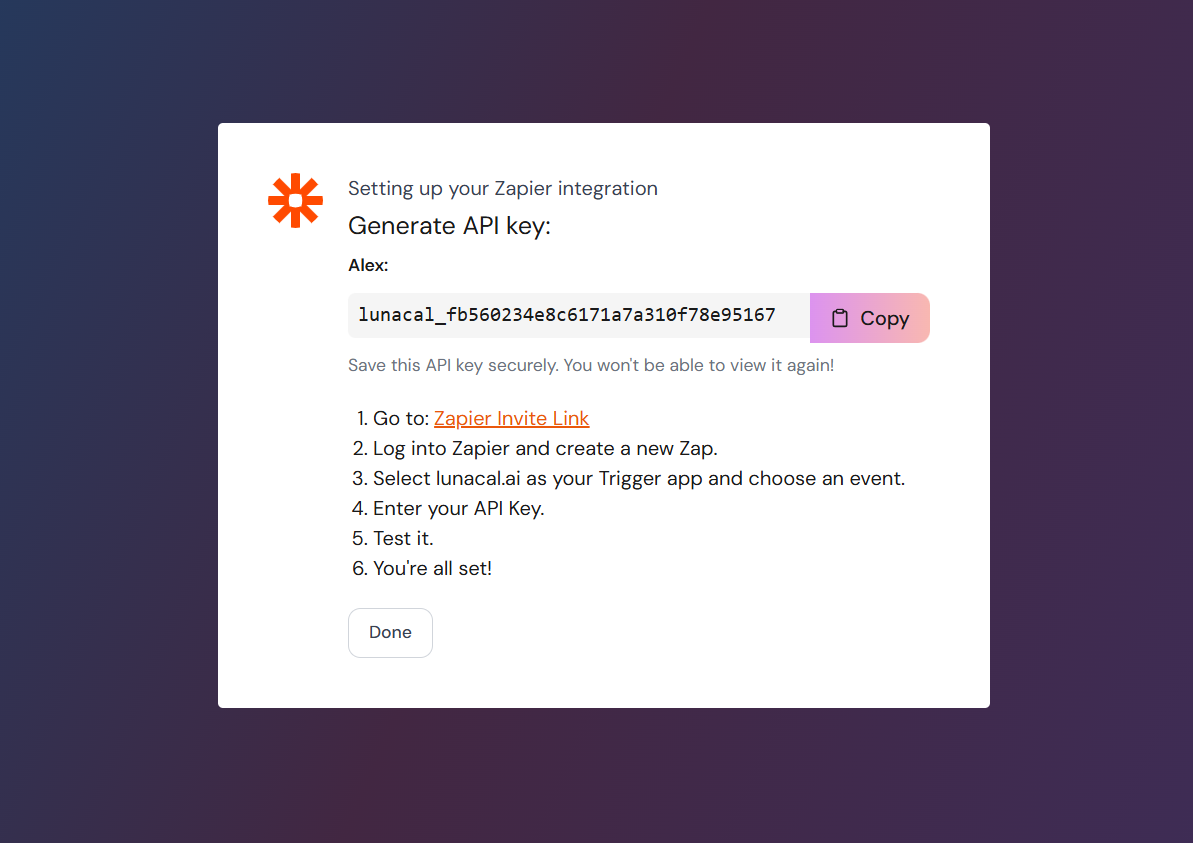 Setting up your Zapier integration
Generate API key:
Alex:
lunacal_fb560234e8c6171a7a310f78e95167
Copy
Save this API key securely. You won't be able to view it again!
1. Go to: Zapier Invite Link
2. Log into Zapier and create a new Zap.
3. Select lunacal.ai as your Trigger app and choose an event.
4. Enter your API Key.
5. Test it.
6. You're all set!
Done